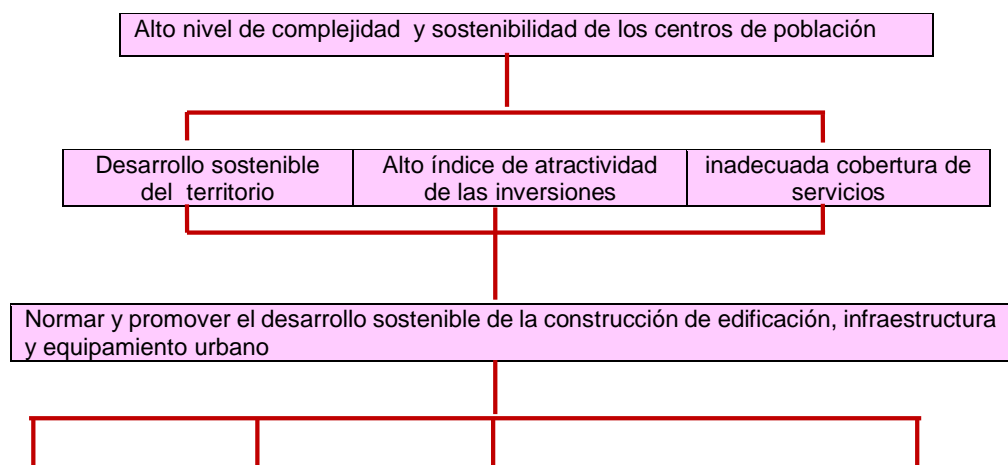 Alto nivel de complejidad y sostenibilidad de los centros de población
Desarrollo sostenible
del territorio
Alto índice de atractividad
de las inversiones
inadecuada cobertura de
servicios
Normar y promover el desarrollo sostenible de la construcción de edificación, infraestructura
y equipamiento urbano